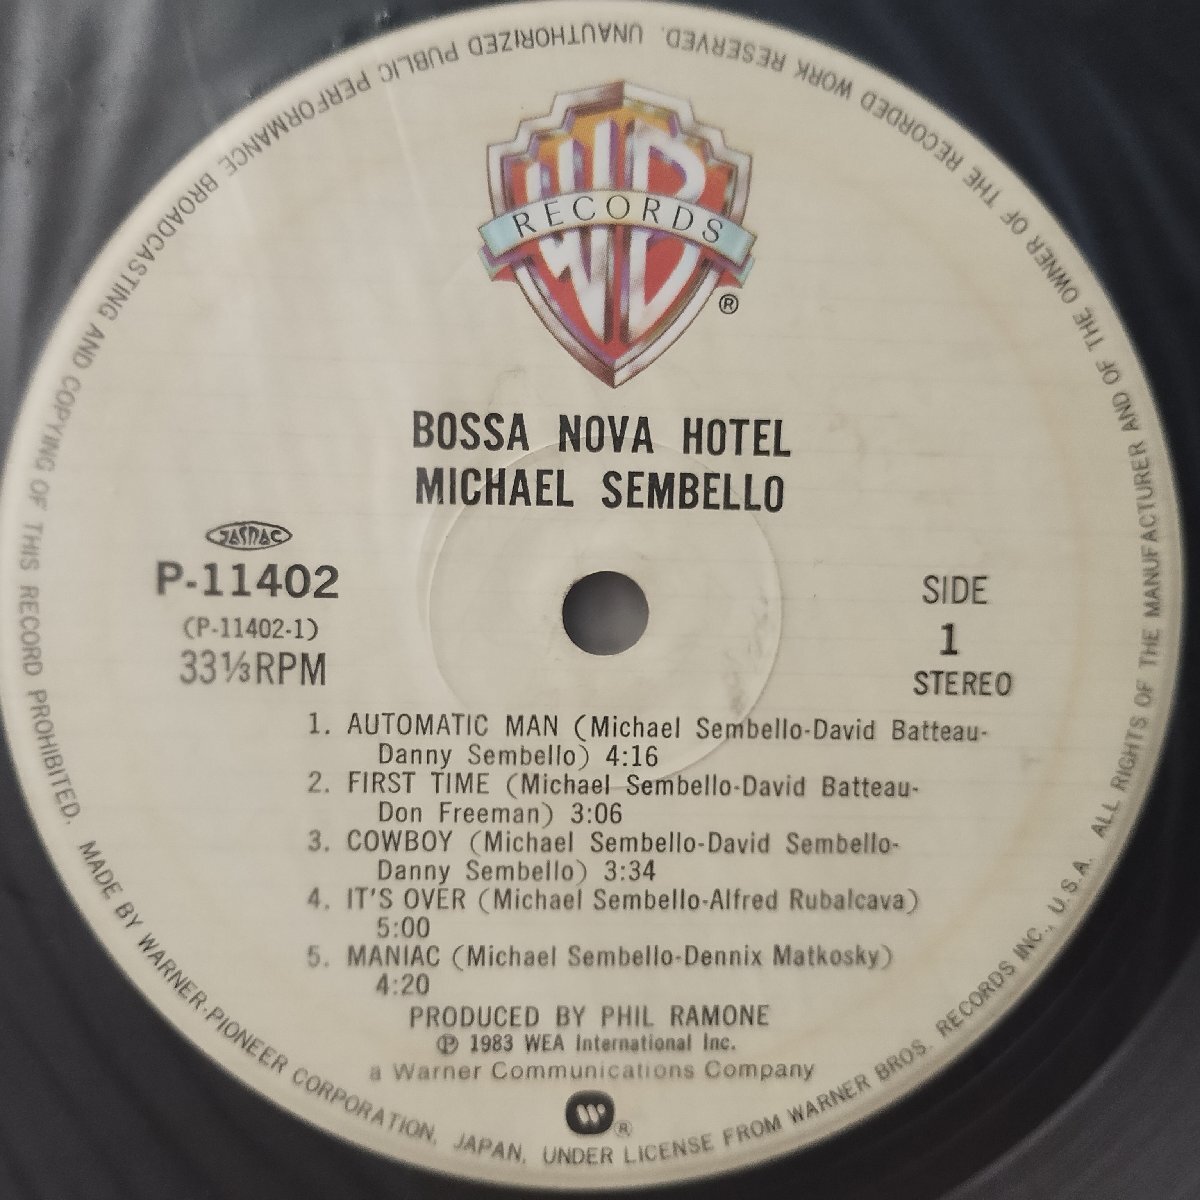 WB
RECORDS
®
BOSSA NOVA HOTEL
MICHAEL SEMBELLO
JASRAC
P-11402
(P-11402-1)
33⅓RPM
SIDE
1
STEREO
1. AUTOMATIC MAN (Michael Sembello-David Batteau-
Danny Sembello) 4:16
2. FIRST TIME (Michael Sembello-David Batteau-
Don Freeman) 3:06
3. COWBOY (Michael Sembello-David Sembello-
Danny Sembello) 3:34
4. IT'S OVER (Michael Sembello-Alfred Rubalcava)
5:00
5. MANIAC (Michael Sembello-Dennix Matkosky)
4:20
PRODUCED BY PHIL RAMONE
℗ 1983 WEA International Inc.
a Warner Communications Company
W®
MADE BY WARNER-PIONEER CORPORATION, JAPAN, UNDER LICENSE FROM WARNER BROS. RECORDS INC., U.S.A. ALL RIGHTS OF THE MANUFACTURER AND OF THE OWNER OF THE RECORDED WORK RESERVED. UNAUTHORIZED PUBLIC PERFORMANCE BROADCASTING AND COPYING OF THIS RECORD PROHIBITED.